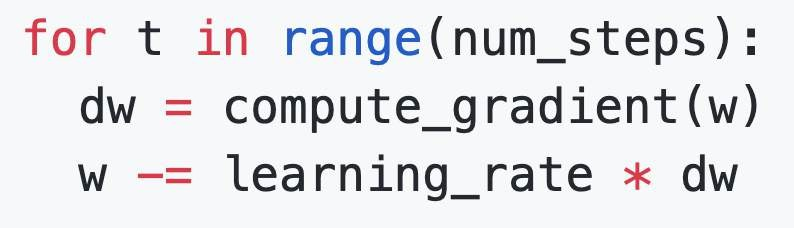 for t in range(num_steps):
  dw = compute_gradient(w)
  w -= learning_rate * dw